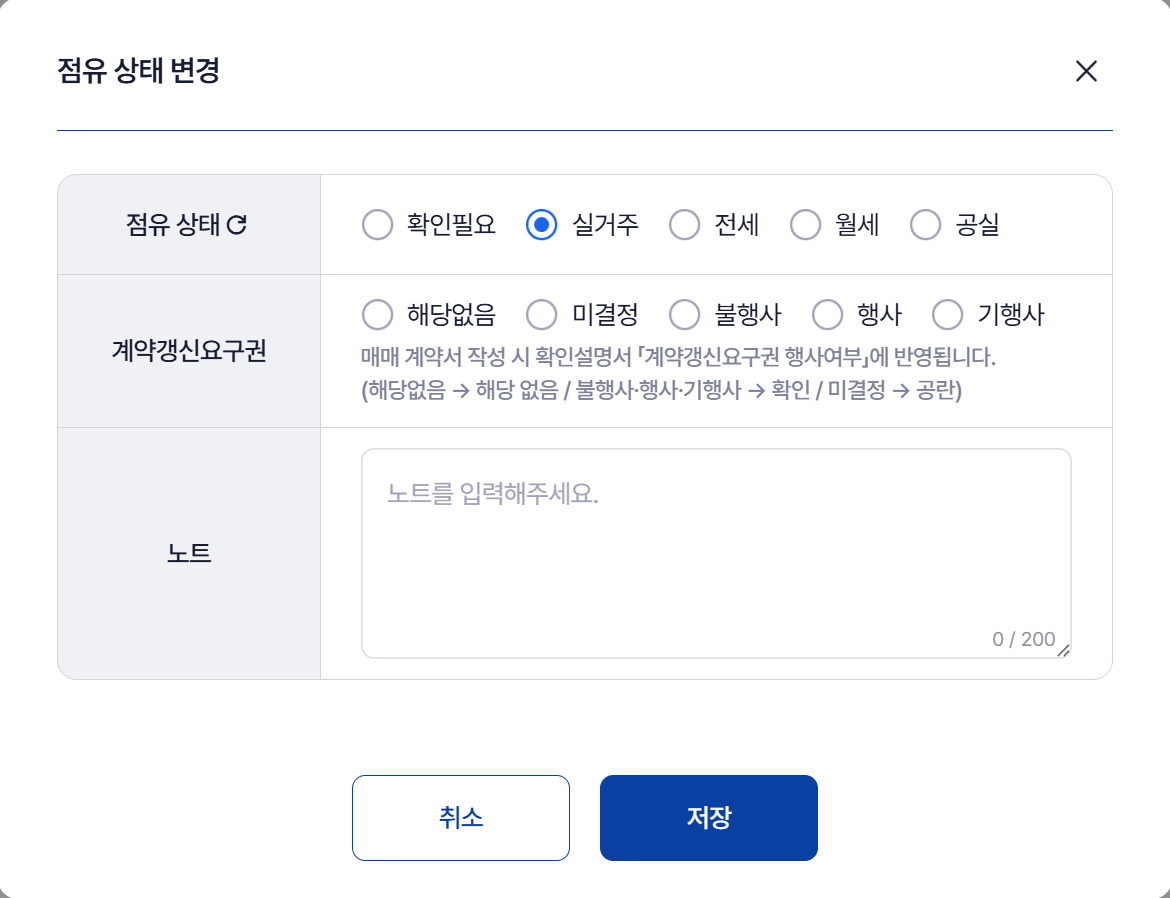 점유 상태 변경
점유 상태
확인필요 실거주 전세 월세 공실
계약갱신요구권
해당없음 미결정 불행사 행사 기행사
매매 계약서 작성 시 확인설명서 ｢계약갱신요구권 행사여부｣에 반영됩니다.
(해당없음 → 해당 없음 / 불행사·행사·기행사 → 확인 / 미결정 → 공란)
노트
노트를 입력해주세요.
0 / 200
취소
저장